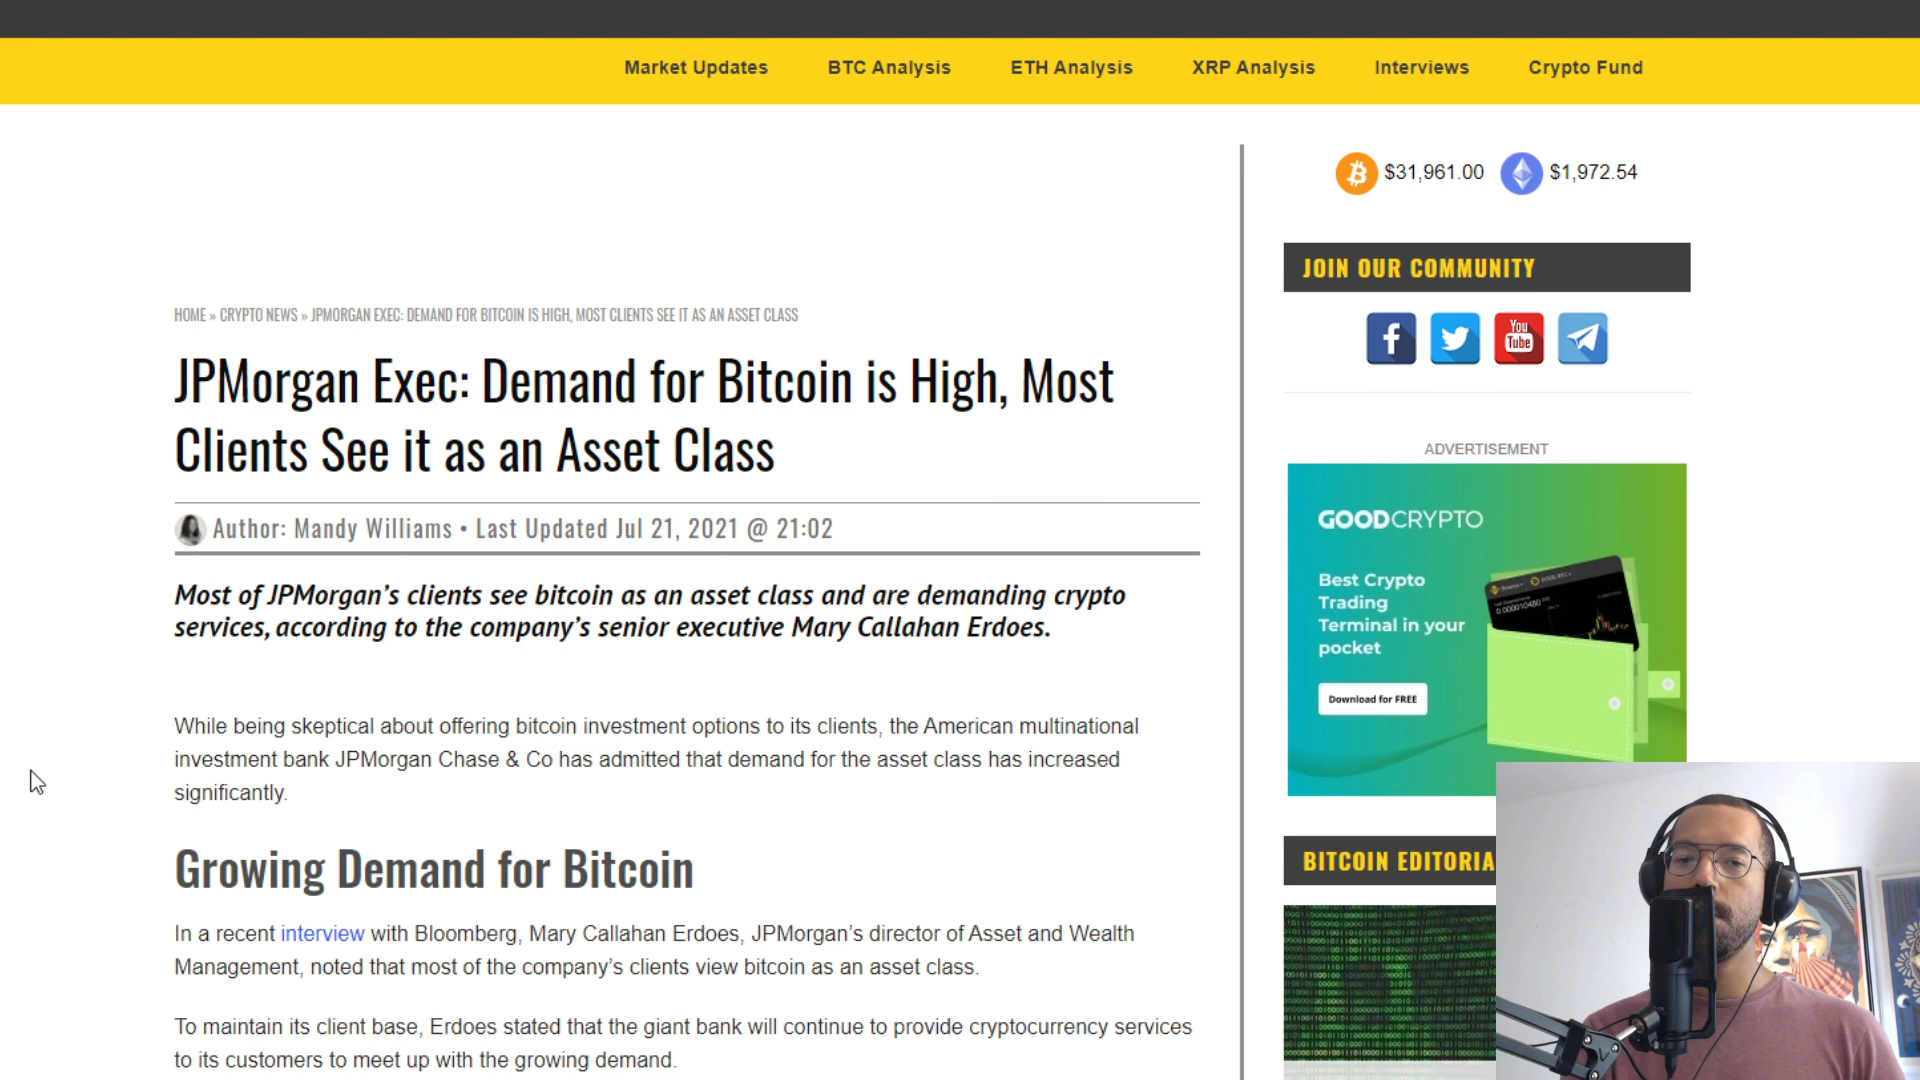 Market Updates BTC Analysis ETH Analysis XRP Analysis Interviews Crypto Fund
$31,961.00 $1,972.54
JOIN OUR COMMUNITY
You
Tube
HOME » CRYPTO NEWS » JPMORGAN EXEC: DEMAND FOR BITCOIN IS HIGH, MOST CLIENTS SEE IT AS AN ASSET CLASS
JPMorgan Exec: Demand for Bitcoin is High, Most
Clients See it as an Asset Class
Author: Mandy Williams • Last Updated Jul 21, 2021 @ 21:02
Most of JPMorgan’s clients see bitcoin as an asset class and are demanding crypto
services, according to the company’s senior executive Mary Callahan Erdoes.
While being skeptical about offering bitcoin investment options to its clients, the American multinational
investment bank JPMorgan Chase & Co has admitted that demand for the asset class has increased
significantly.
Growing Demand for Bitcoin
In a recent interview with Bloomberg, Mary Callahan Erdoes, JPMorgan’s director of Asset and Wealth
Management, noted that most of the company’s clients view bitcoin as an asset class.
To maintain its client base, Erdoes stated that the giant bank will continue to provide cryptocurrency services
to its customers to meet up with the growing demand.
ADVERTISEMENT
GOODCRYPTO
Best Crypto
Trading
Terminal in your
pocket
Download for FREE
BITCOIN EDITORIA